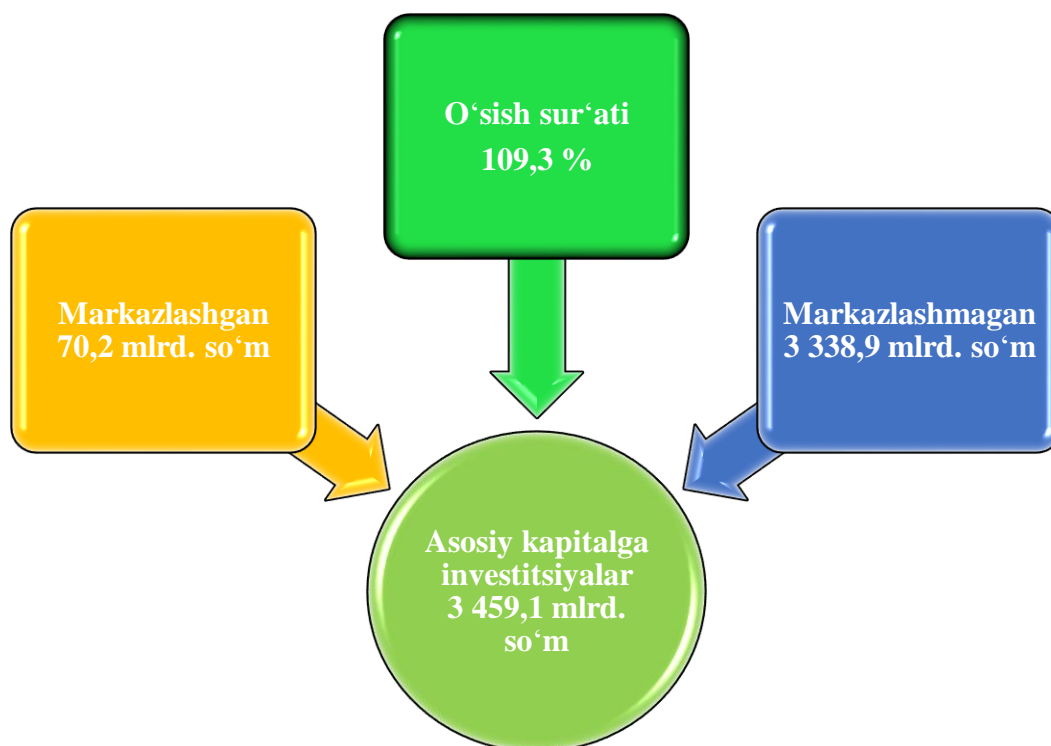 O‘sish sur‘ati
109,3 %
Markazlashgan
70,2 mlrd. so‘m
Markazlashmagan
3 338,9 mlrd. so‘m
Asosiy kapitalga
investitsiyalar
3 459,1 mlrd.
so‘m